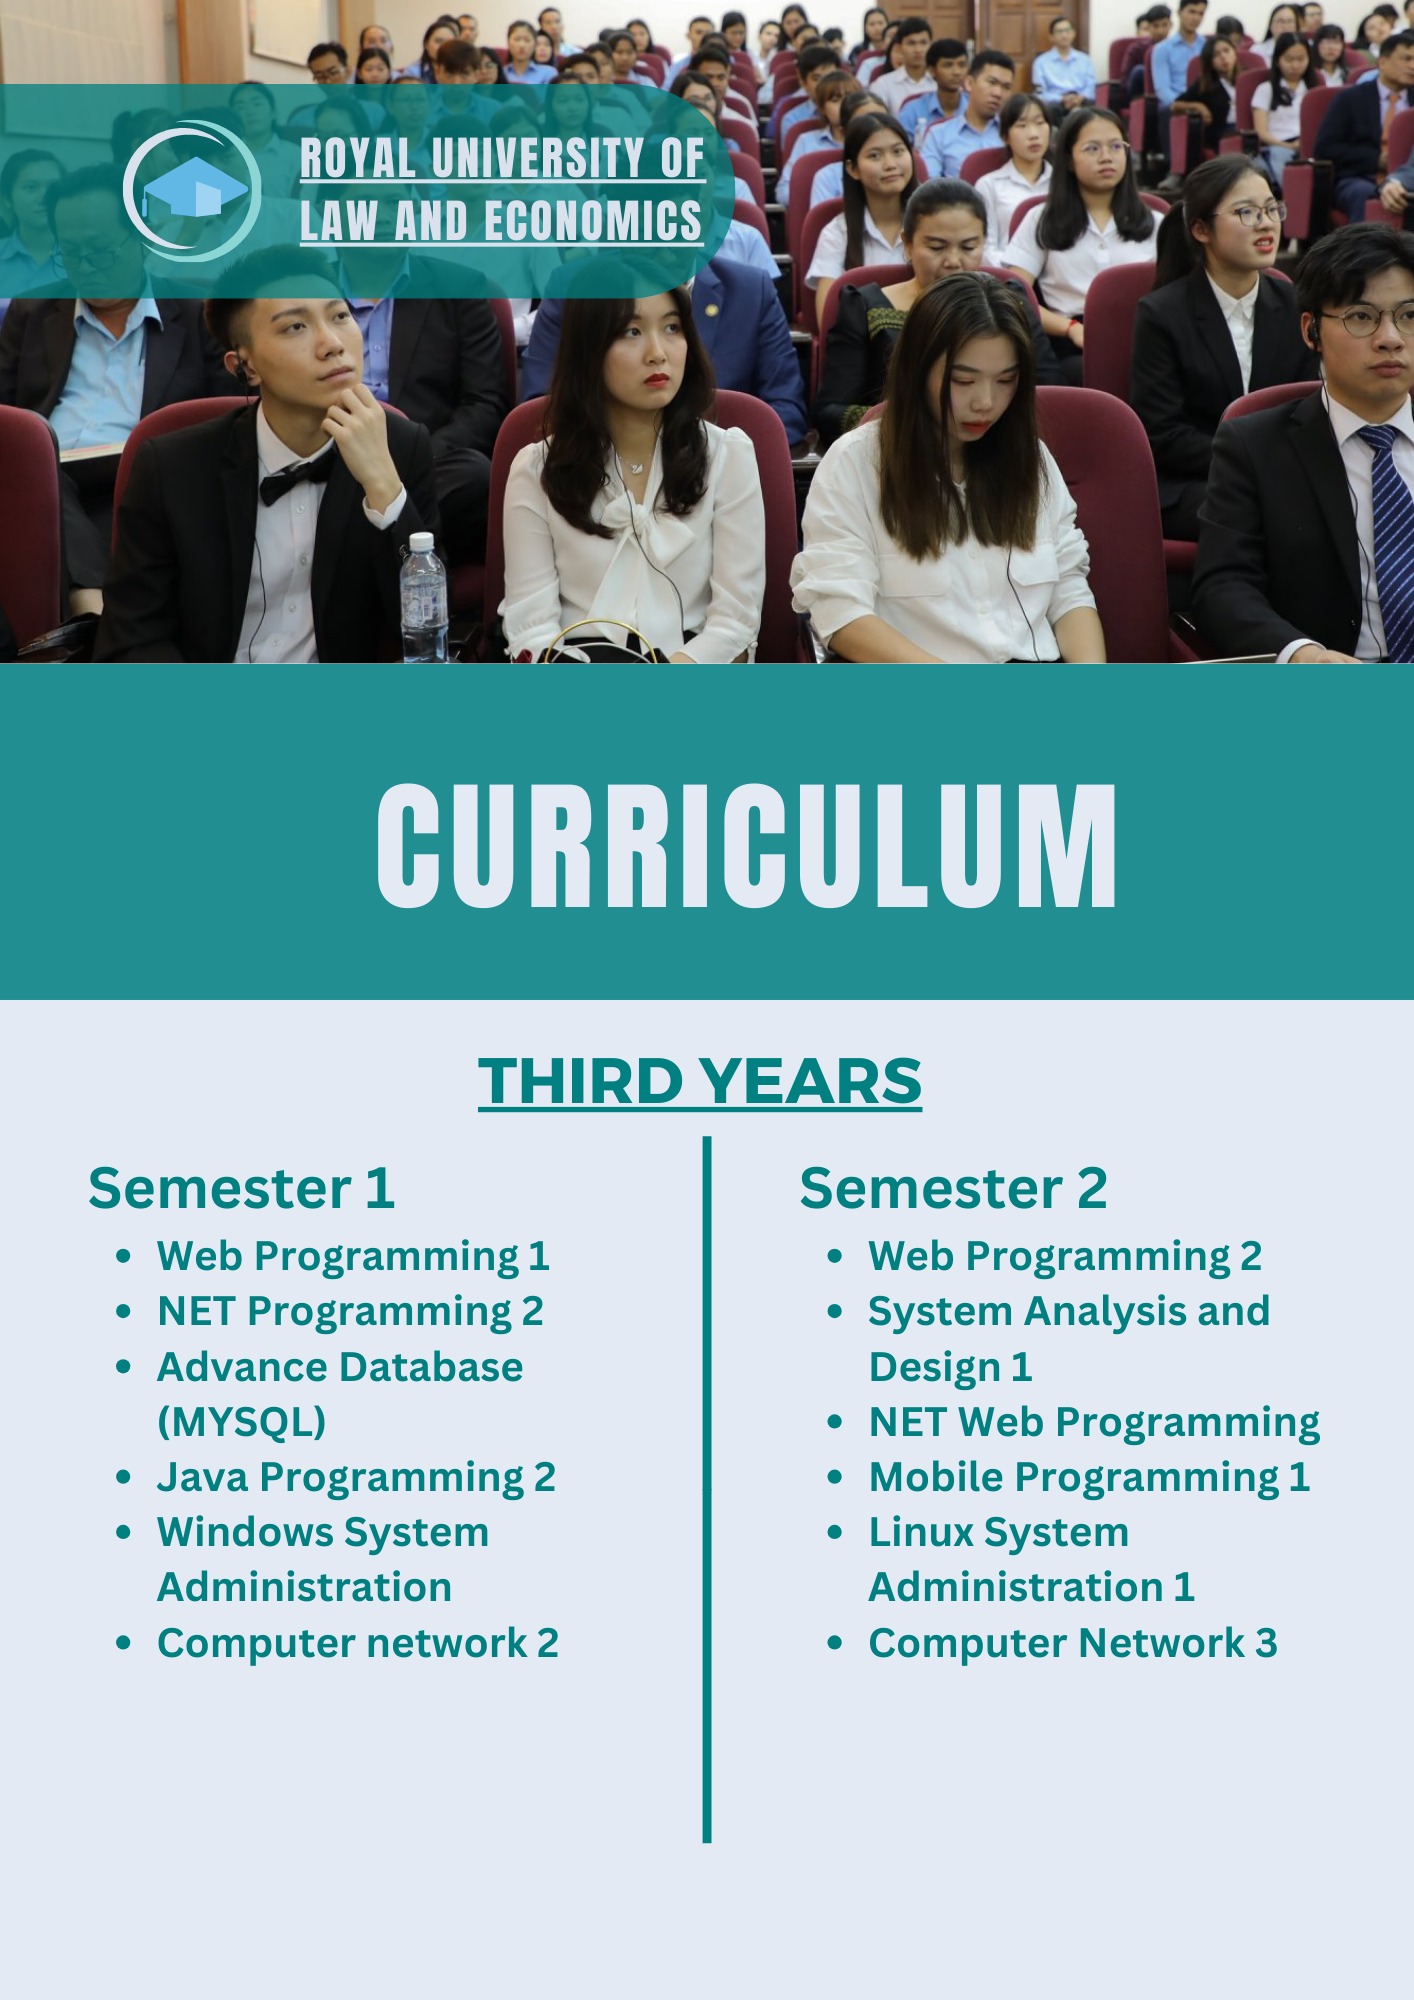 ROYAL UNIVERSITY OF
LAW AND ECONOMICS
CURRICULUM
THIRD YEARS
Semester 1
• Web Programming 1
• NET Programming 2
• Advance Database
(MYSQL)
• Java Programming 2
• Windows System
Administration
• Computer network 2
Semester 2
• Web Programming 2
• System Analysis and
Design 1
• NET Web Programming
• Mobile Programming 1
• Linux System
Administration 1
• Computer Network 3